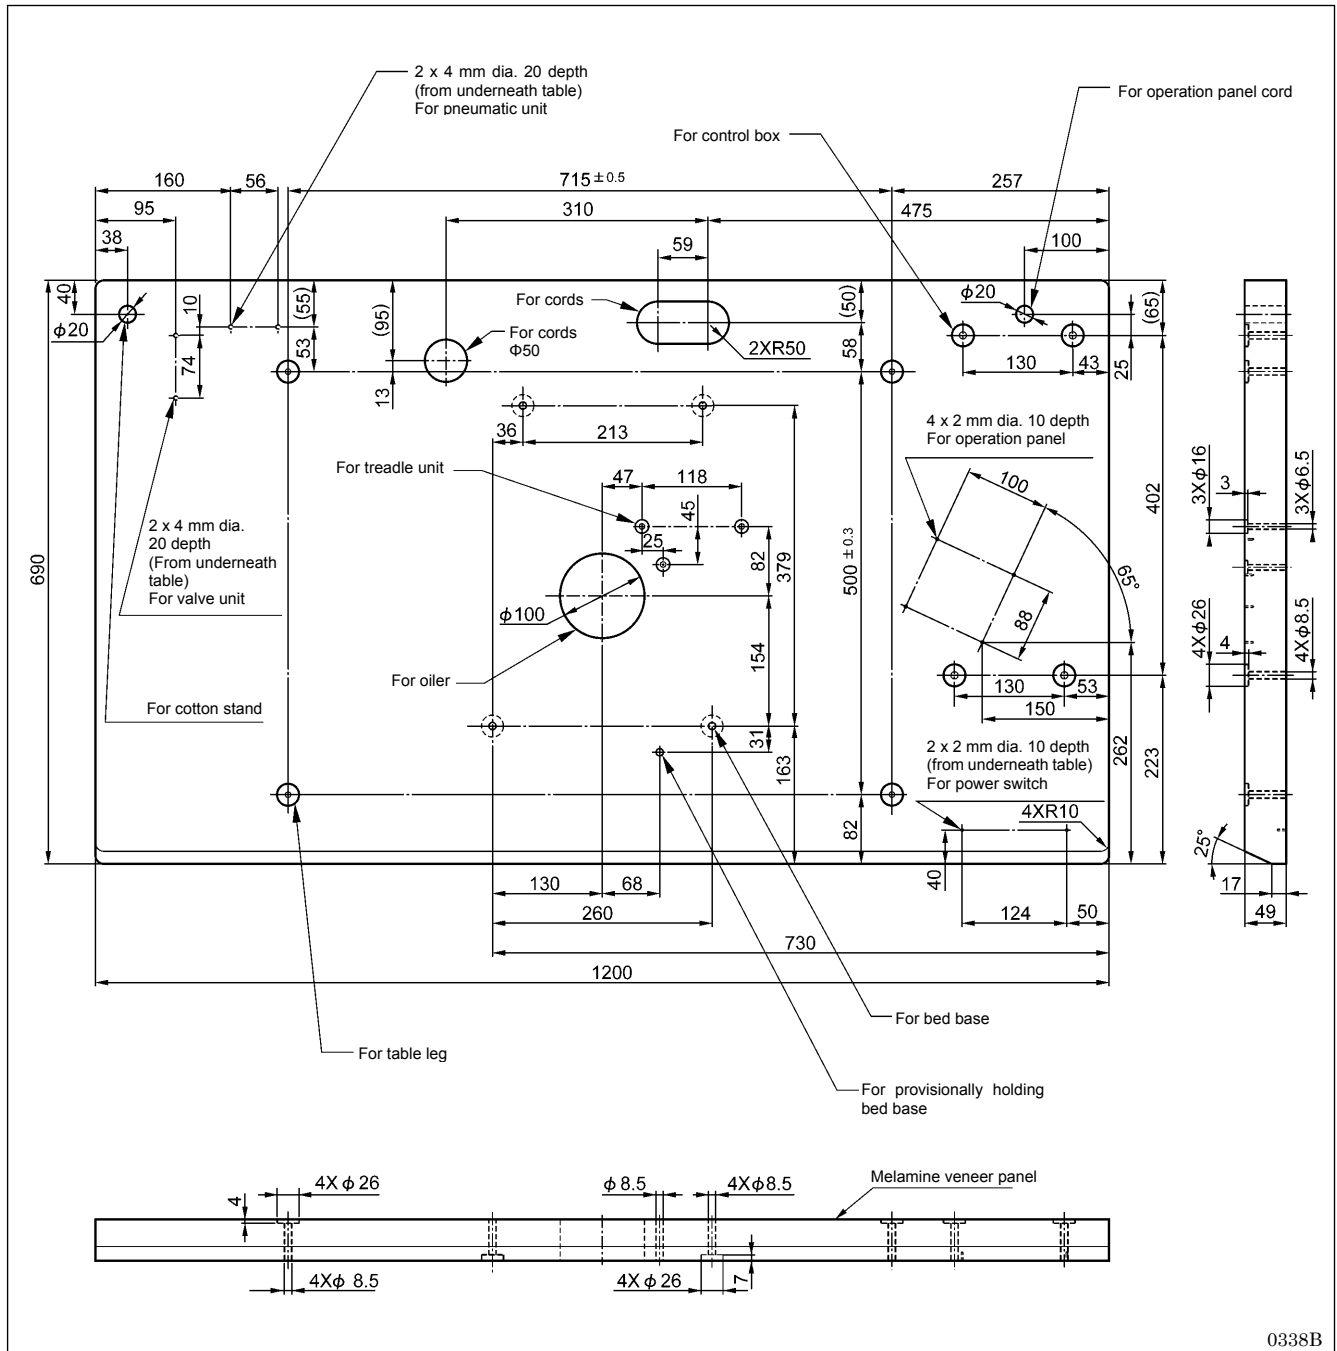 2 x 4 mm dia. 20 depth
(from underneath table)
For pneumatic unit
For operation panel cord
For control box
160
56
715 ± 0.5
257
95
310
475
38
59
100
40
10
(55)
(95)
For cords
(50)
φ20
(65)
φ20
For cords
Φ50
53
74
13
2XR50
58
130
43
25
36
213
4 x 2 mm dia. 10 depth
For operation panel
For treadle unit
47
118
100
45
25
82
379
500 ± 0.3
402
65°
3
3Xφ16
3Xφ6.5
2 x 4 mm dia.
20 depth
(From underneath
table)
For valve unit
690
φ100
88
154
For oiler
4
4Xφ26
4Xφ8.5
130
53
150
For cotton stand
31
163
262
223
2 x 2 mm dia. 10 depth
(from underneath table)
For power switch
4XR10
82
40
25°
17
49
130
68
260
124
50
730
1200
For bed base
For table leg
For provisionally holding
bed base
Melamine veneer panel
4X φ 26
φ 8.5
4Xφ8.5
4
4Xφ 8.5
4X φ 26
7
0338B